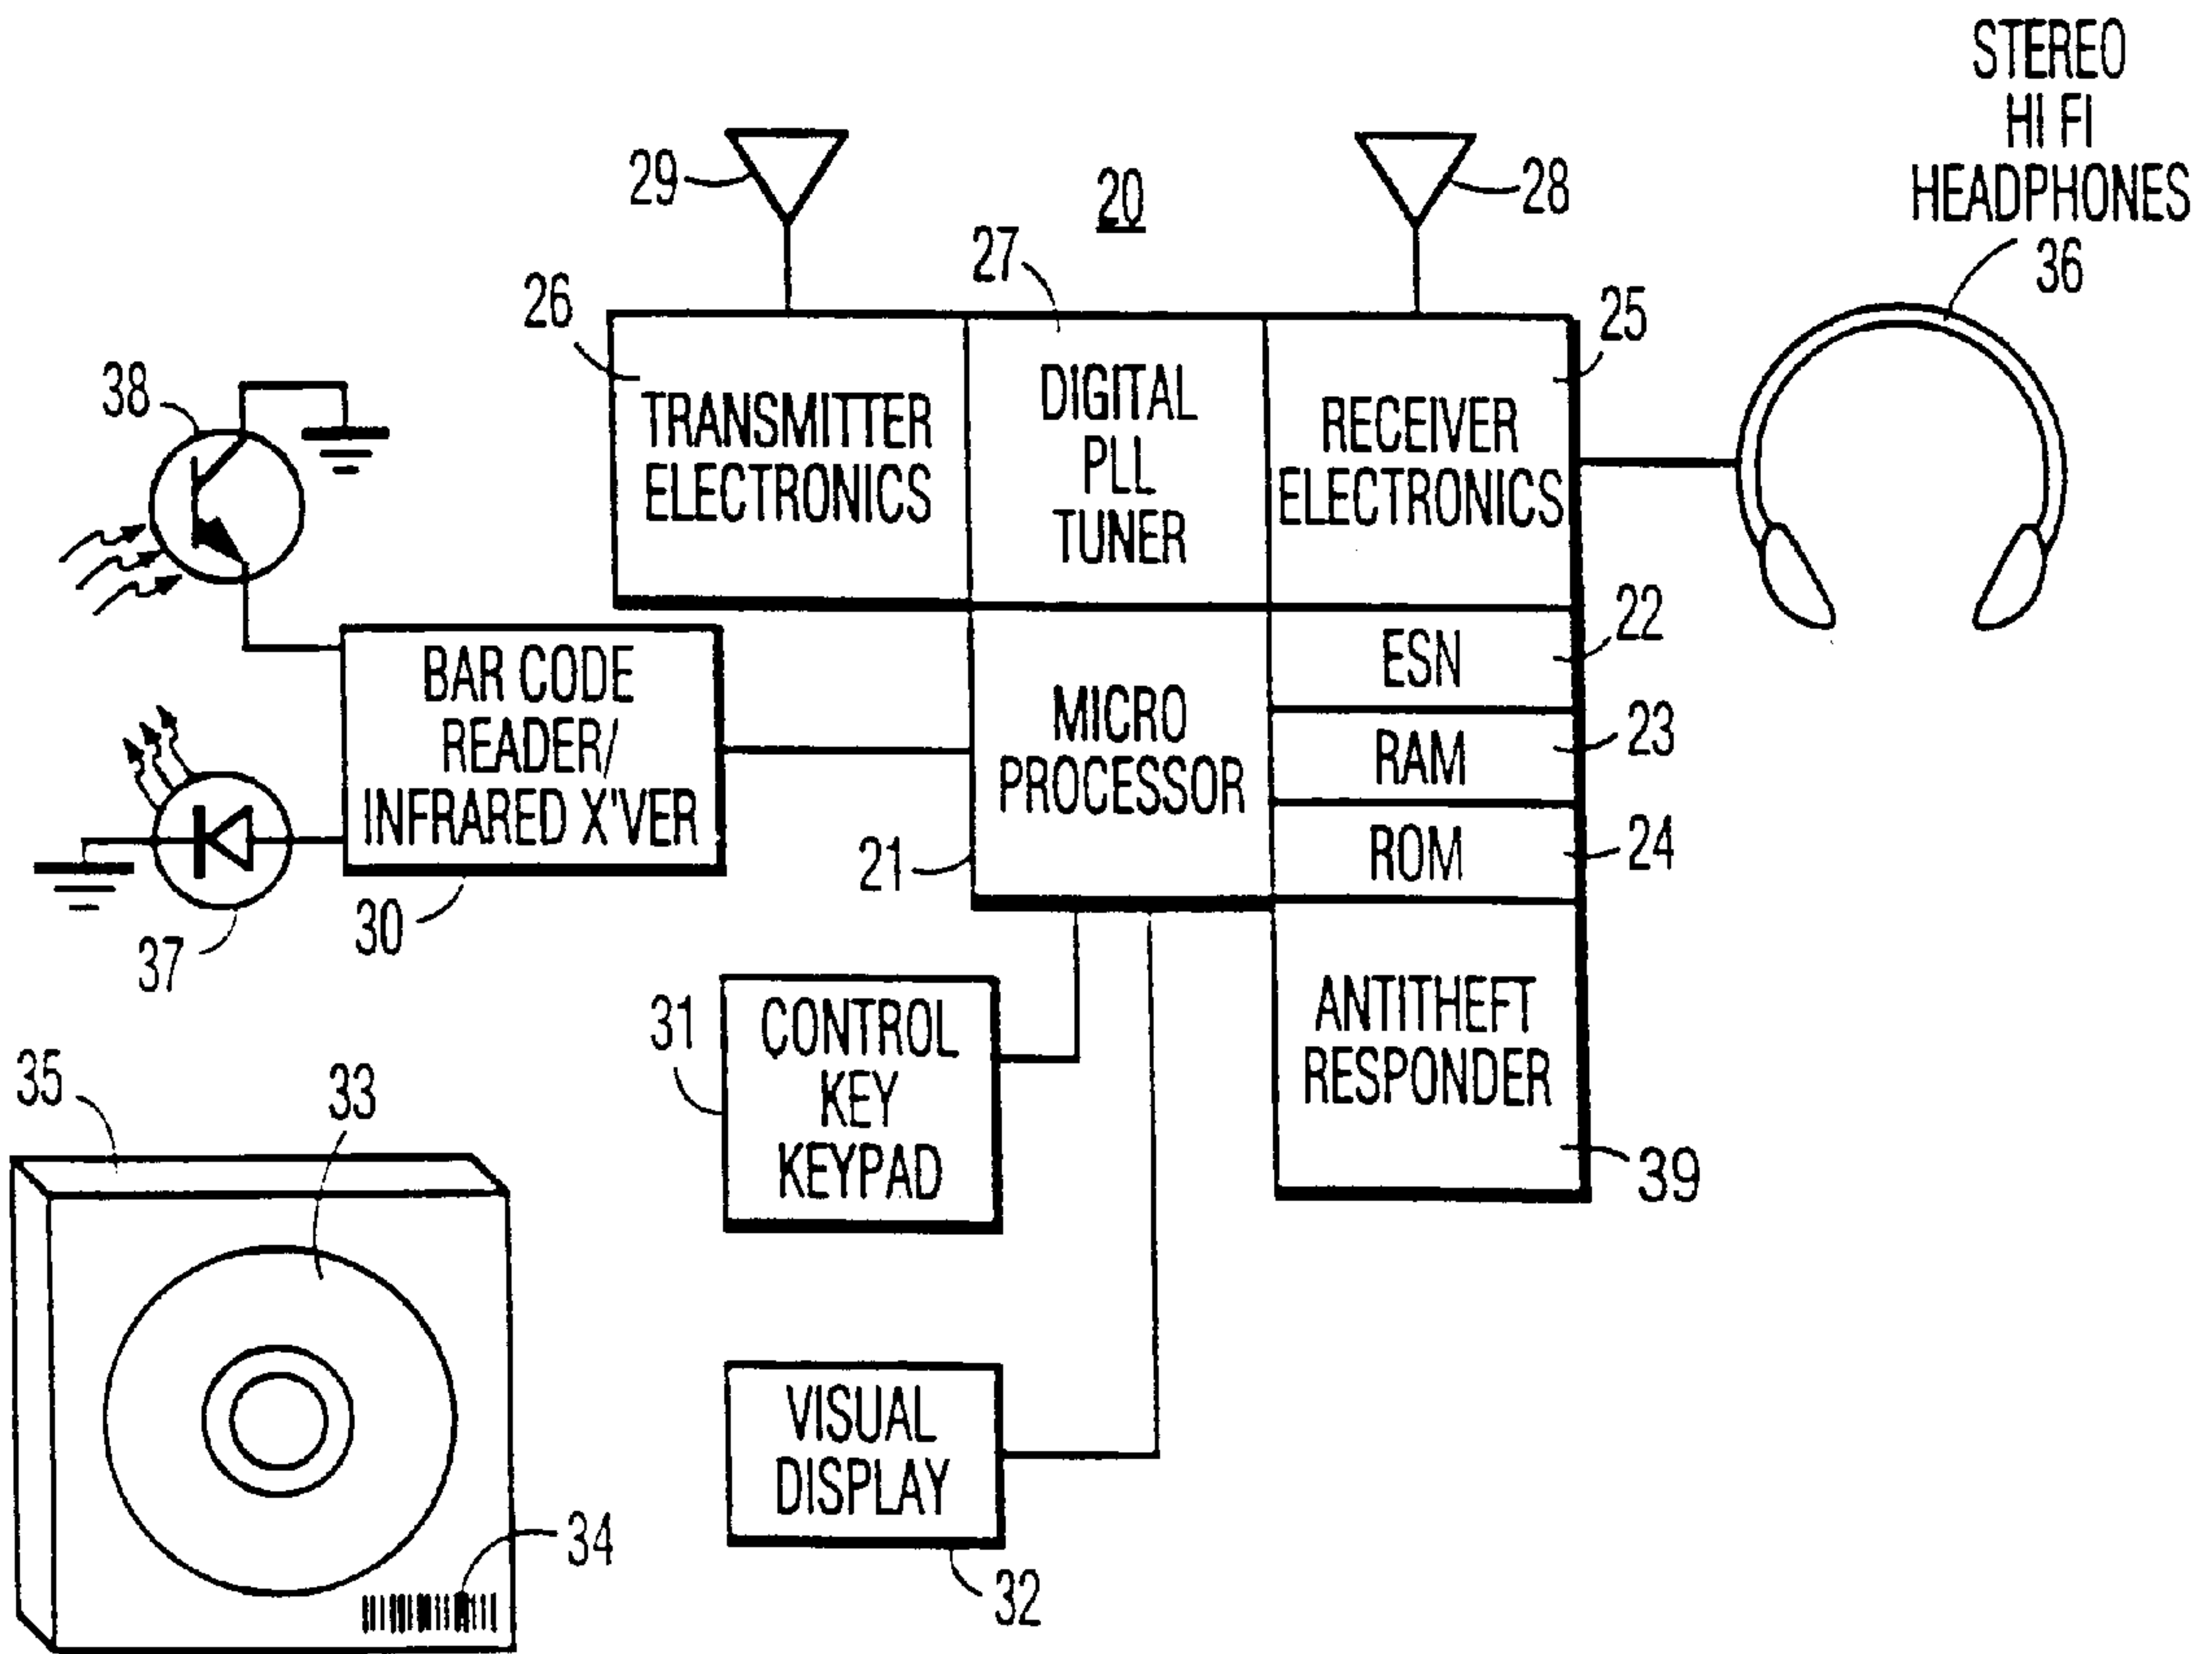 STEREO
HI FI
HEADPHONES
36
29
20
28
27
26
25
38
TRANSMITTER
ELECTRONICS
DIGITAL
PLL
TUNER
RECEIVER
ELECTRONICS
22
ESN
BAR CODE
READER/
INFRARED X'VER
MICRO
PROCESSOR
23
RAM
24
ROM
21
30
37
31
CONTROL
KEY
KEYPAD
ANTITHEFT
RESPONDER
39
35
33
34
VISUAL
DISPLAY
32